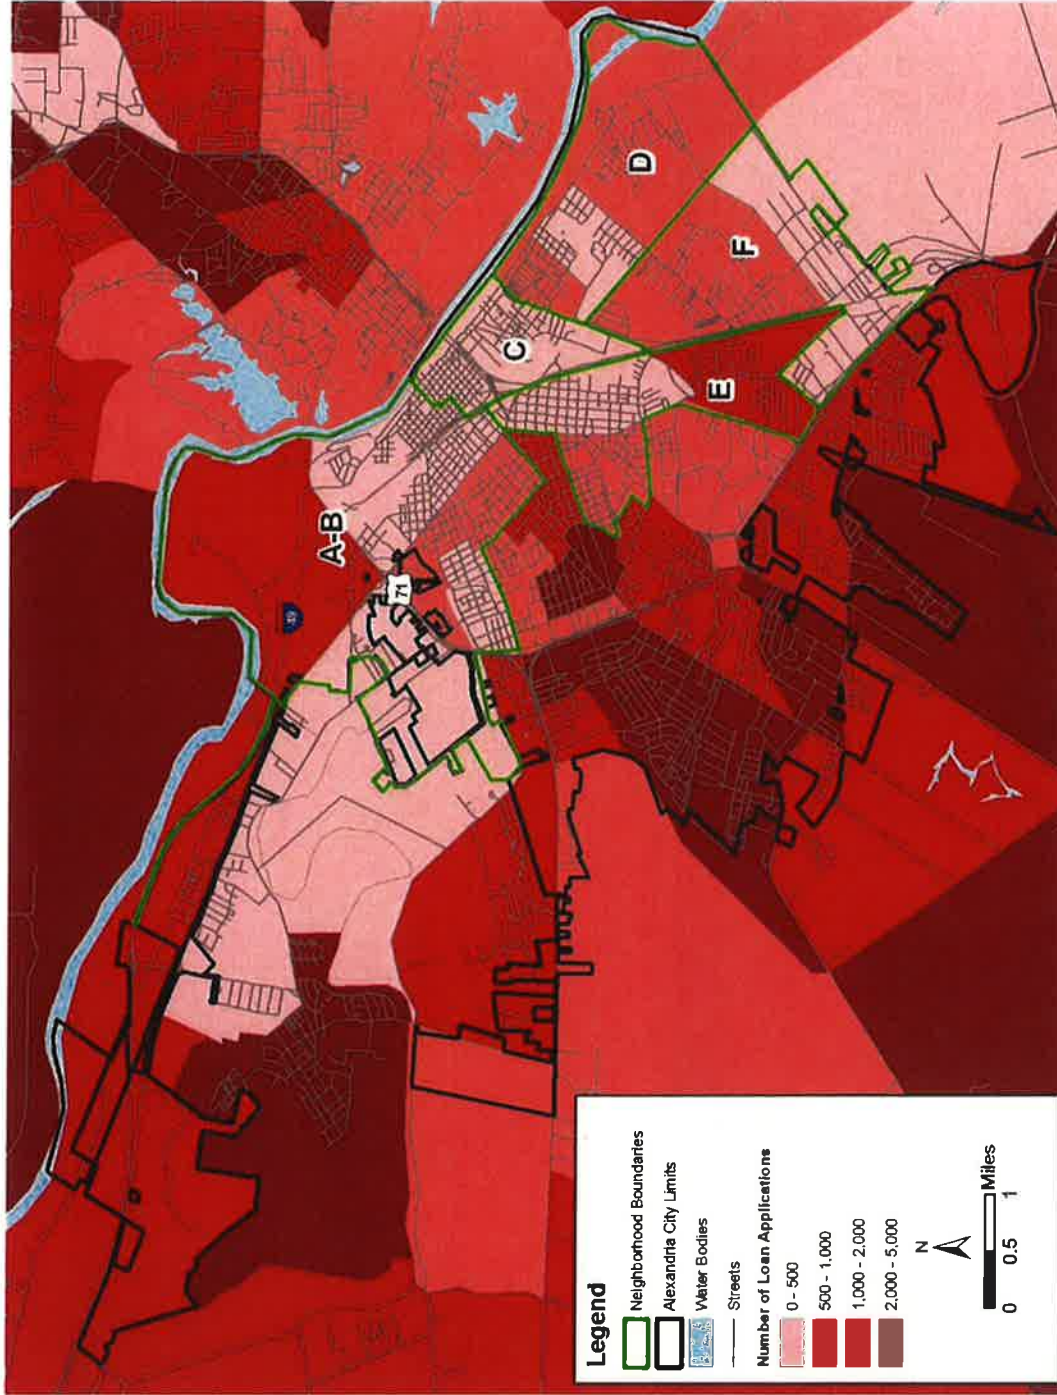 A-B
71
C
D
F
E
Legend
Neighborhood Boundaries
Alexandria City Limits
Water Bodies
Streets
Number of Loan Applications
0 - 500
500 - 1,000
1,000 - 2,000
2,000 - 5,000
N
0 0.5 1
Miles